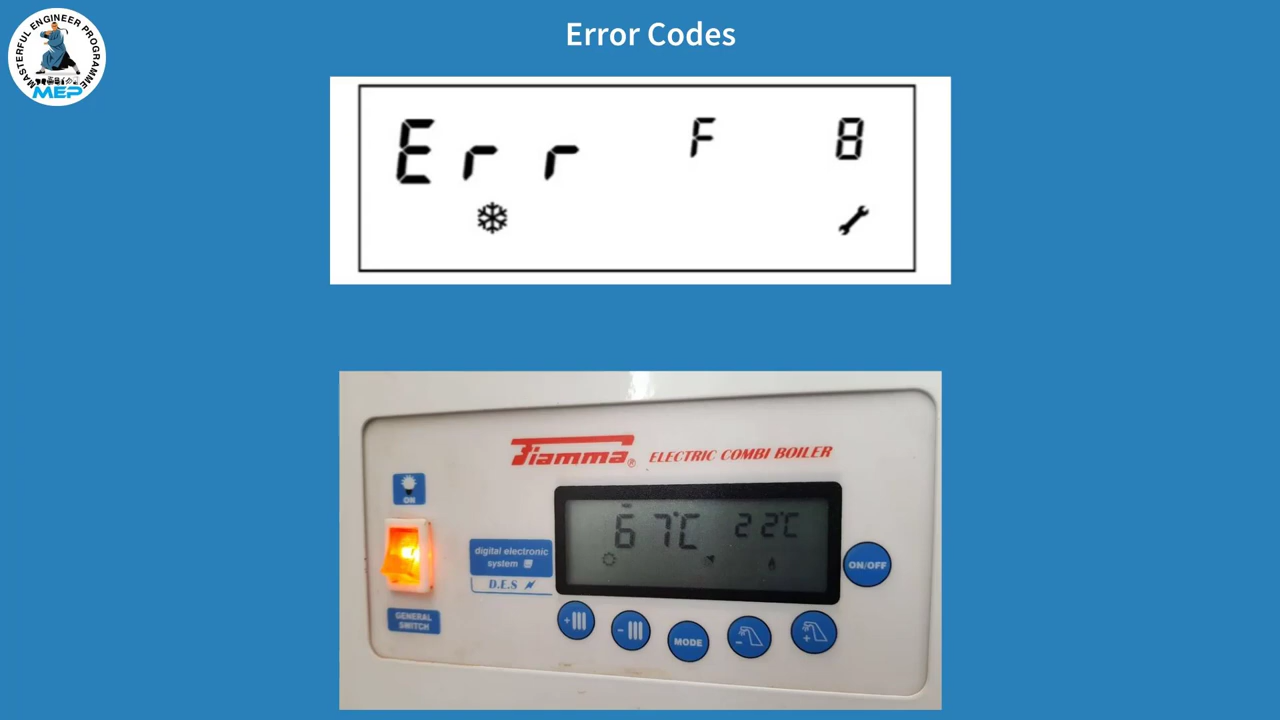 Error Codes
MASTERFUL ENGINEER PROGRAMME
MEP
Err F 8
Fiamma® ELECTRIC COMBI BOILER
ON
67°C 22°C
digital electronic
system
D.E.S
ON/OFF
GENERAL
SWITCH
+
-
MODE
-
+